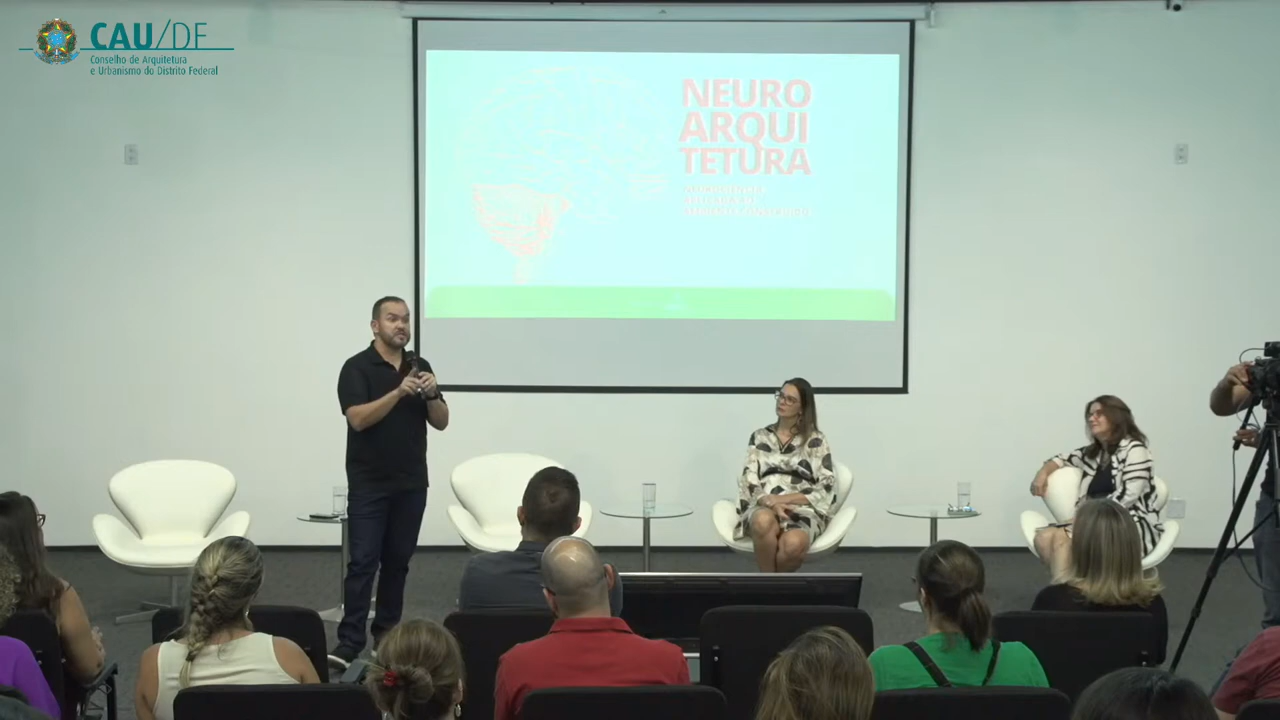 CAU/DF
Conselho de Arquitetura
e Urbanismo do Distrito Federal
NEURO
ARQUI
TETURA